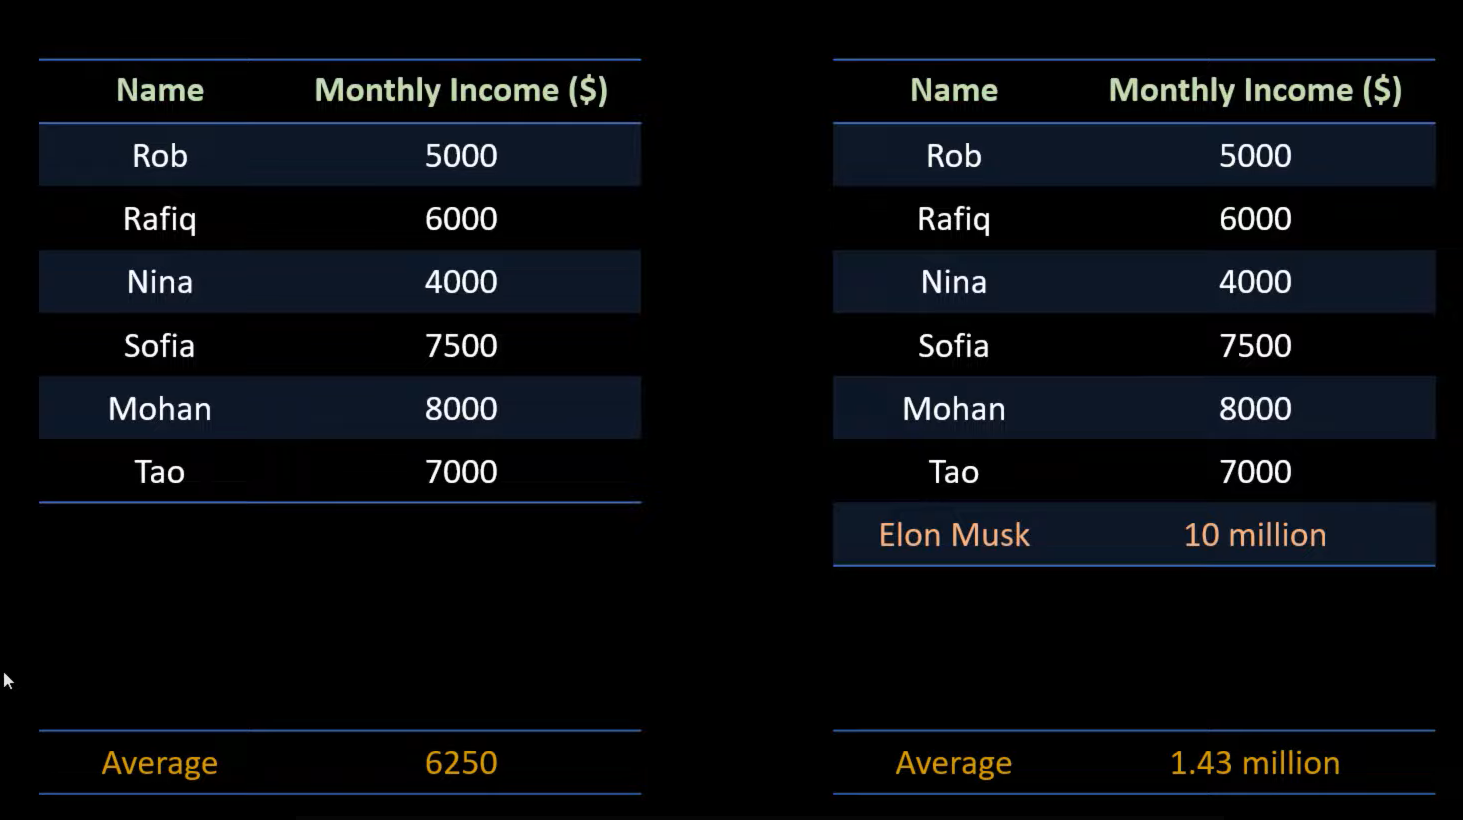 Name Monthly Income ($)
Rob 5000
Rafiq 6000
Nina 4000
Sofia 7500
Mohan 8000
Tao 7000
Average 6250
Name Monthly Income ($)
Rob 5000
Rafiq 6000
Nina 4000
Sofia 7500
Mohan 8000
Tao 7000
Elon Musk 10 million
Average 1.43 million